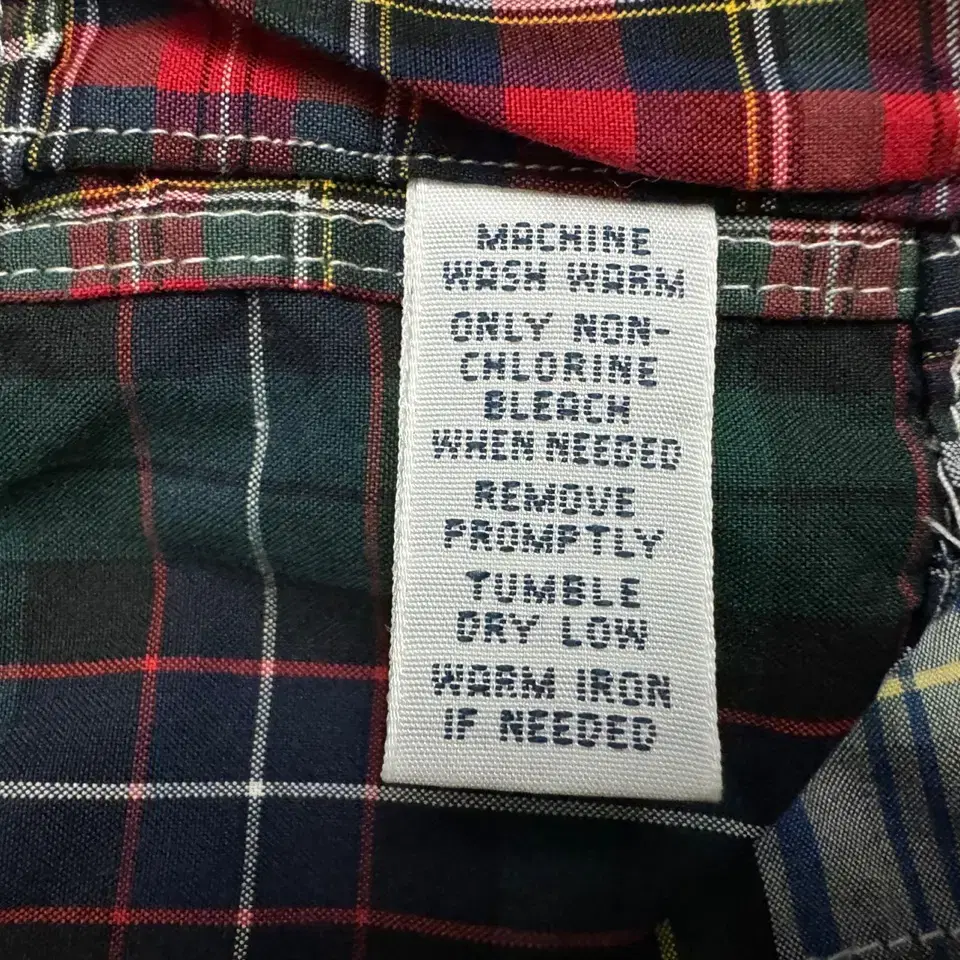 MACHINE
WASH WARM
ONLY NON-
CHLORINE
BLEACH
WHEN NEEDED
REMOVE
PROMPTLY
TUMBLE
DRY LOW
WARM IRON
IF NEEDED